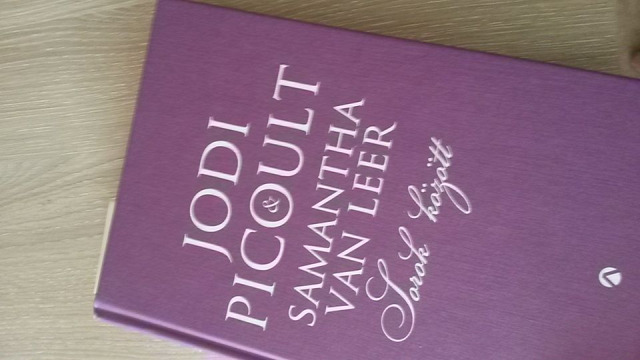 JODI
PICOULT
&
SAMANTHA
VAN LEER
Sorok között